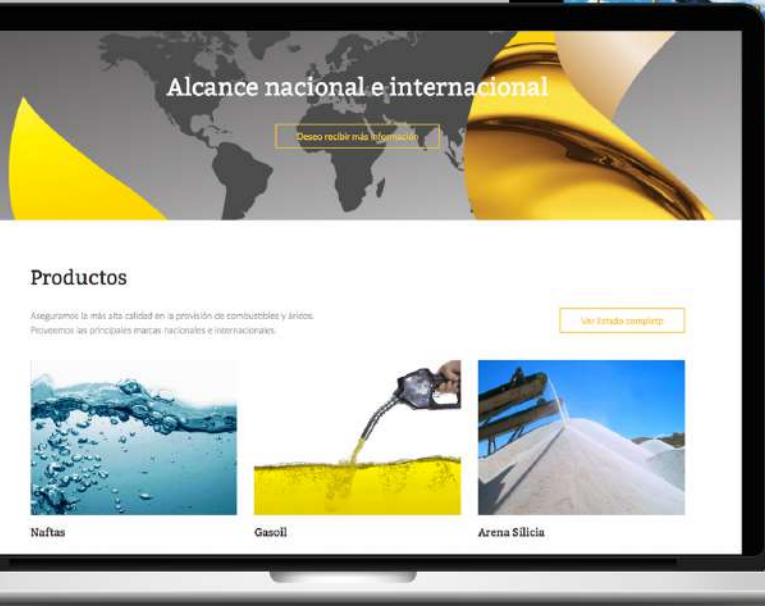 Alcance nacional e internacional
Deseo recibir más información
Productos
Aseguramos la más alta calidad en la provisión de combustibles y áridos.
Proveemos las principales marcas nacionales e internacionales.
Ver listado completo
Naftas
Gasoil
Arena Silicia